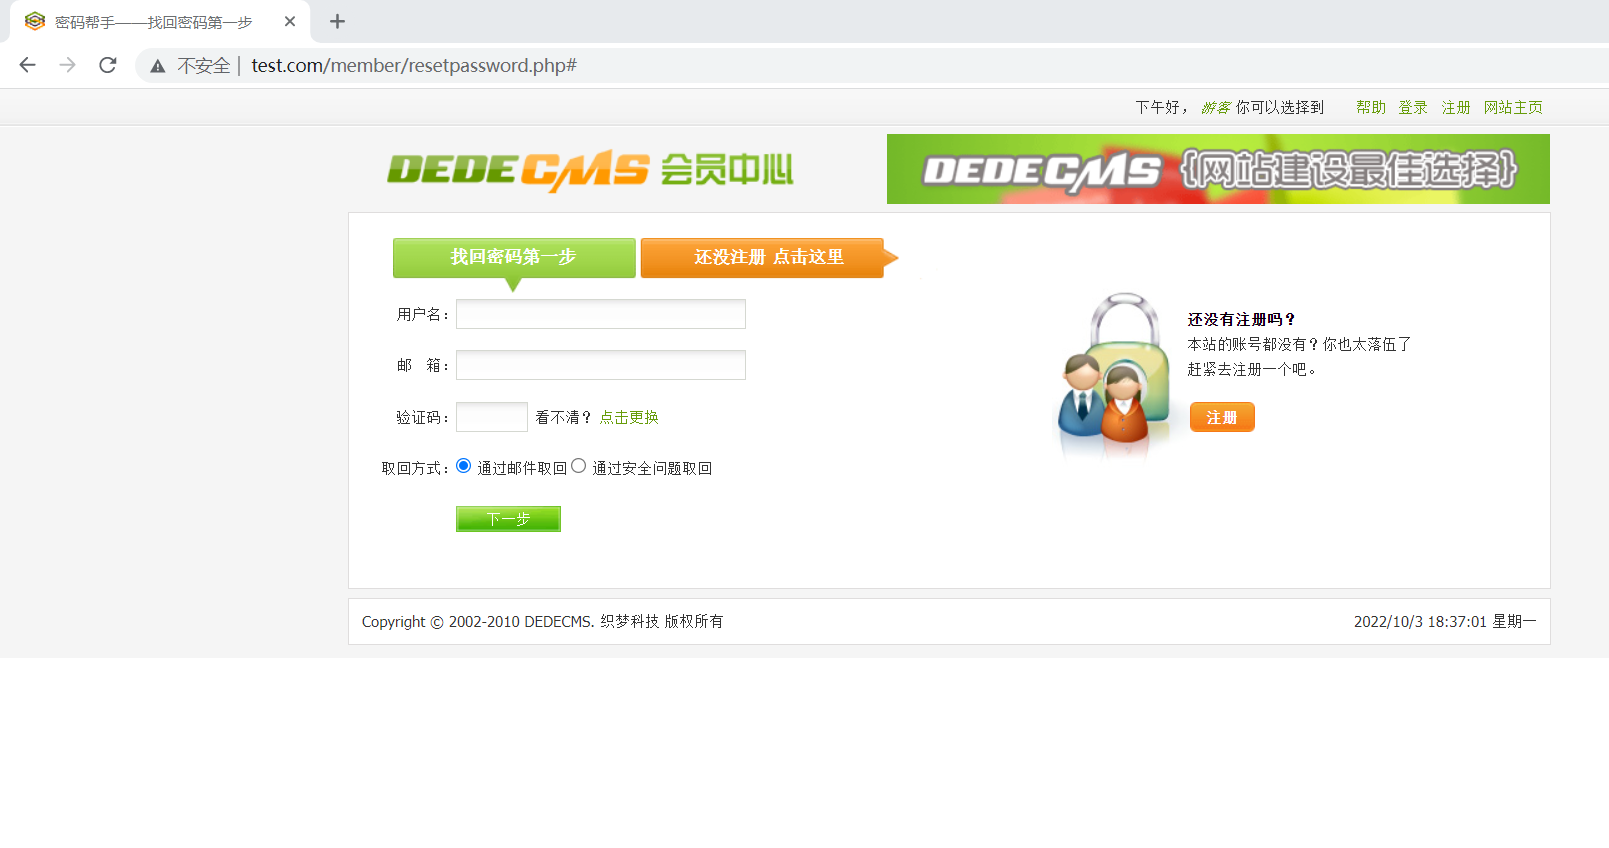 密码帮手——找回密码第一步
不安全 | test.com/member/resetpassword.php#
下午好， 游客 你可以选择到 帮助 登录 注册 网站主页
DEDECMS 会员中心
DEDECMS {网站建设最佳选择}
找回密码第一步
还没注册 点击这里
用户名：
邮 箱：
验证码： 看不清？ 点击更换
取回方式： 通过邮件取回 通过安全问题取回
下一步
还没有注册吗？
本站的账号都没有？你也太落伍了
赶紧去注册一个吧。
注册
Copyright © 2002-2010 DEDECMS. 织梦科技 版权所有
2022/10/3 18:37:01 星期一